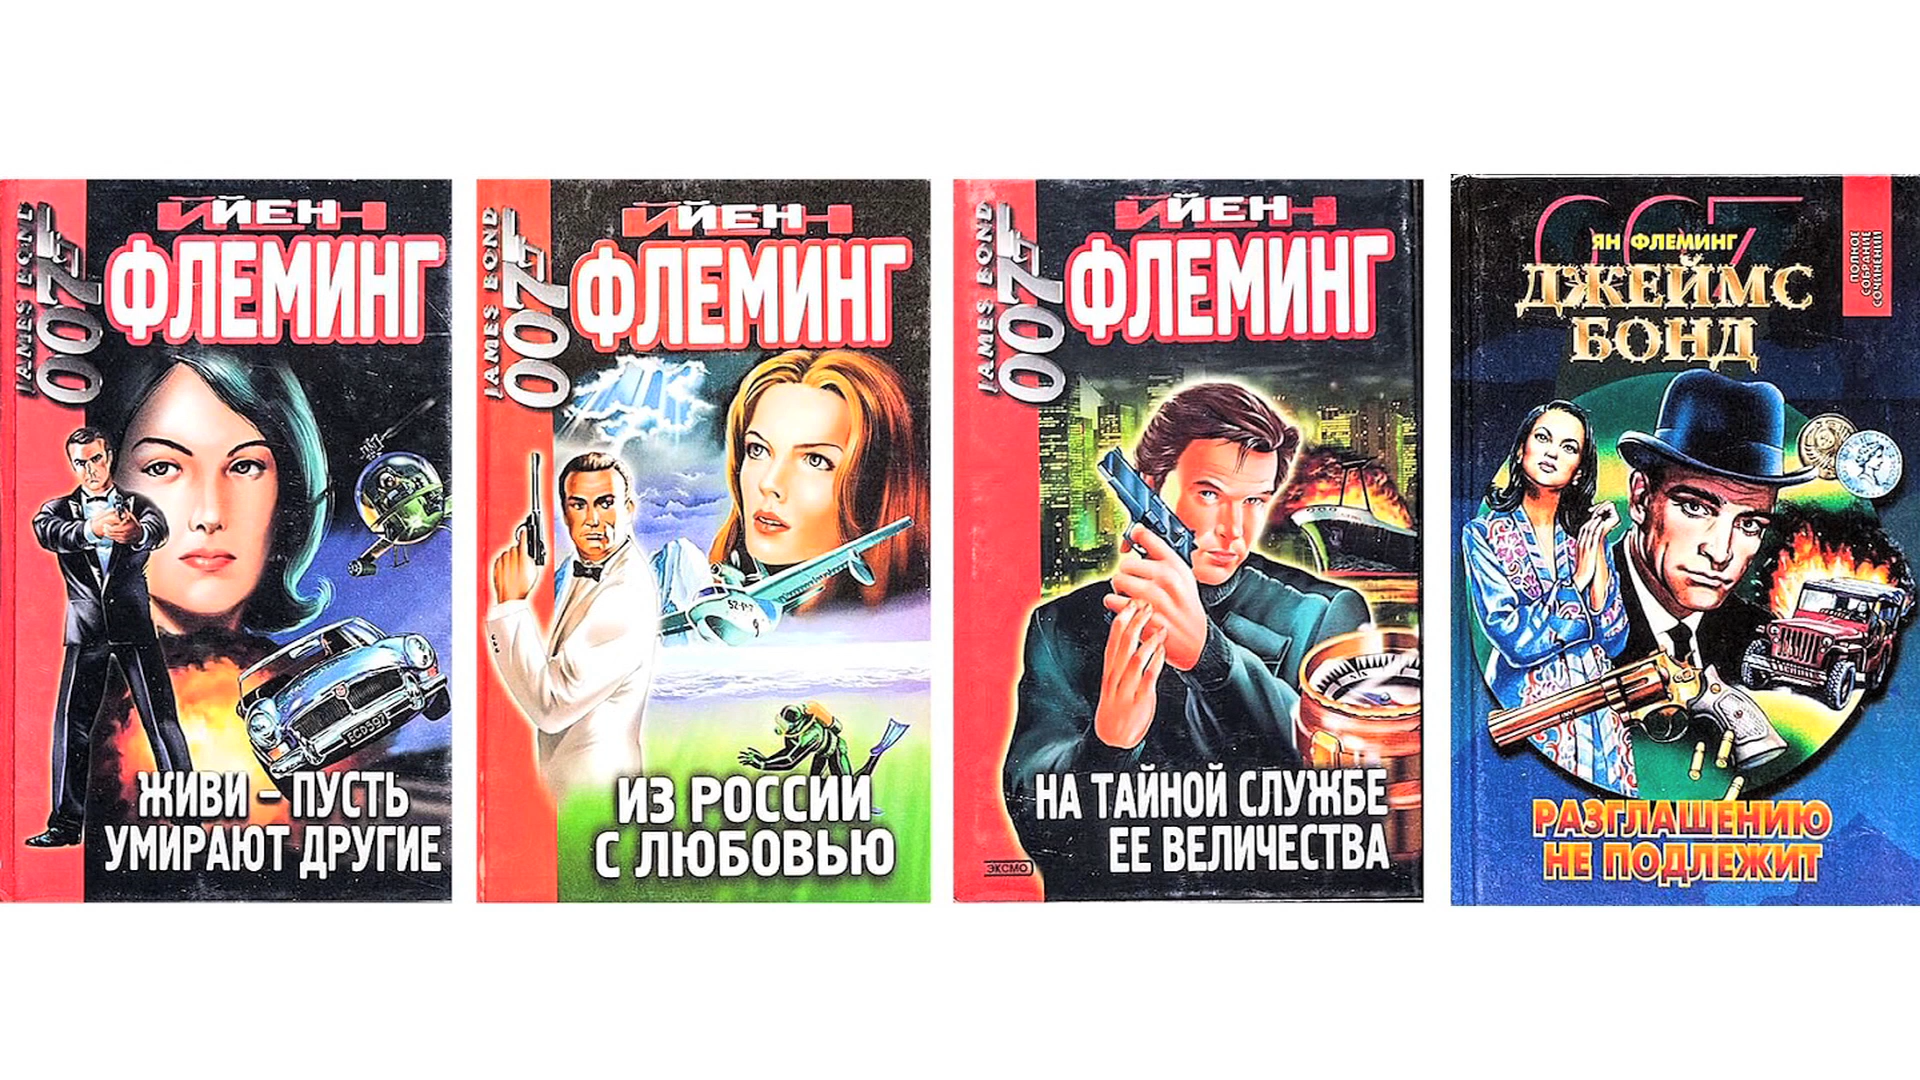 JAMES BOND
007
ЙЕН
ФЛЕМИНГ
ECD597
ЖИВИ – ПУСТЬ
УМИРАЮТ ДРУГИЕ
JAMES BOND
007
ЙЕН
ФЛЕМИНГ
ИЗ РОССИИ
С ЛЮБОВЬЮ
JAMES BOND
007
ЙЕН
ФЛЕМИНГ
НА ТАЙНОЙ СЛУЖБЕ
ЕЕ ВЕЛИЧЕСТВА
ЭКСМО
007
ЯН ФЛЕМИНГ
ДЖЕЙМС
БОНД
ПОЛНОЕ
СОБРАНИЕ
СОЧИНЕНИЙ
РАЗГЛАШЕНИЮ
НЕ ПОДЛЕЖИТ